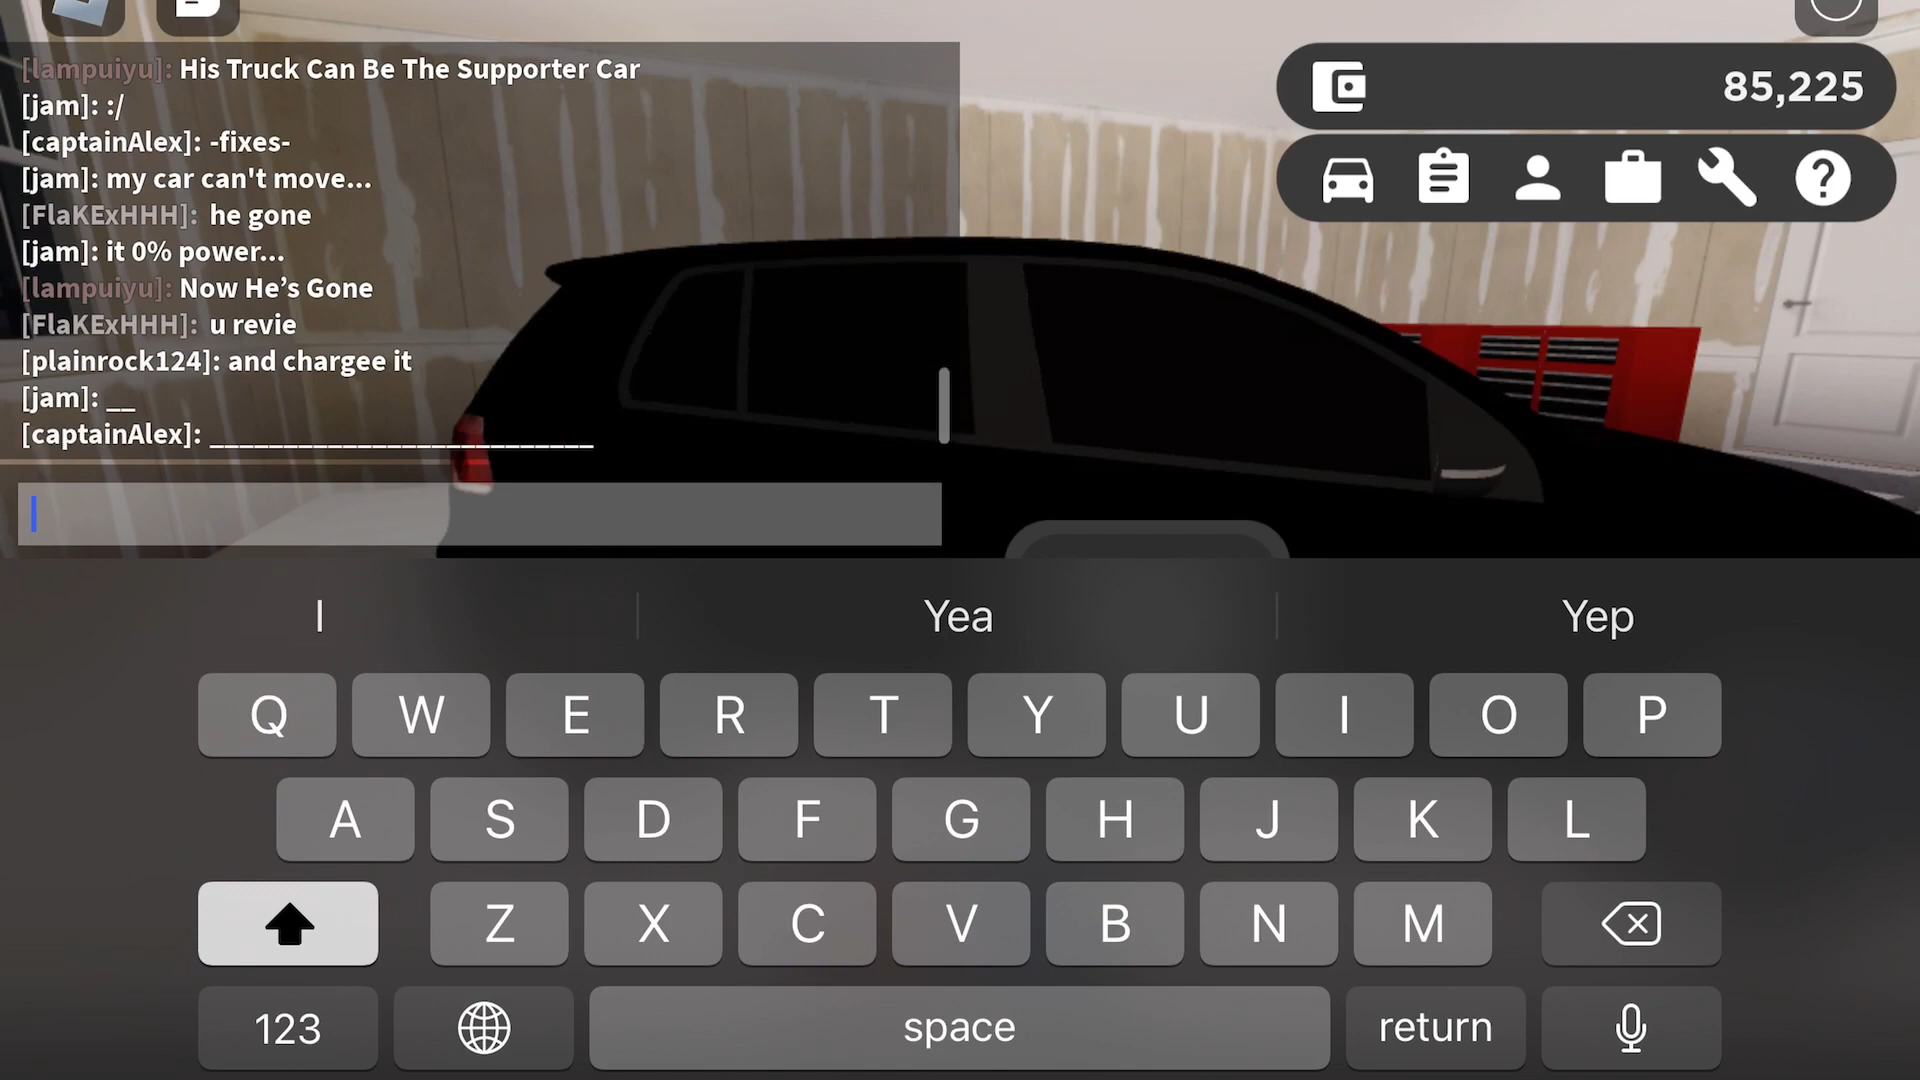 [lampuiyu]: His Truck Can Be The Supporter Car
[jam]: :/
[captainAlex]: -fixes-
[jam]: my car can't move...
[FlaKExHHH]: he gone
[jam]: it 0% power...
[lampuiyu]: Now He’s Gone
[FlaKExHHH]: u revie
[plainrock124]: and chargee it
[jam]: __
[captainAlex]: __________________________
85,225
I Yea Yep
Q W E R T Y U I O P
A S D F G H J K L
Z X C V B N M
123 space return